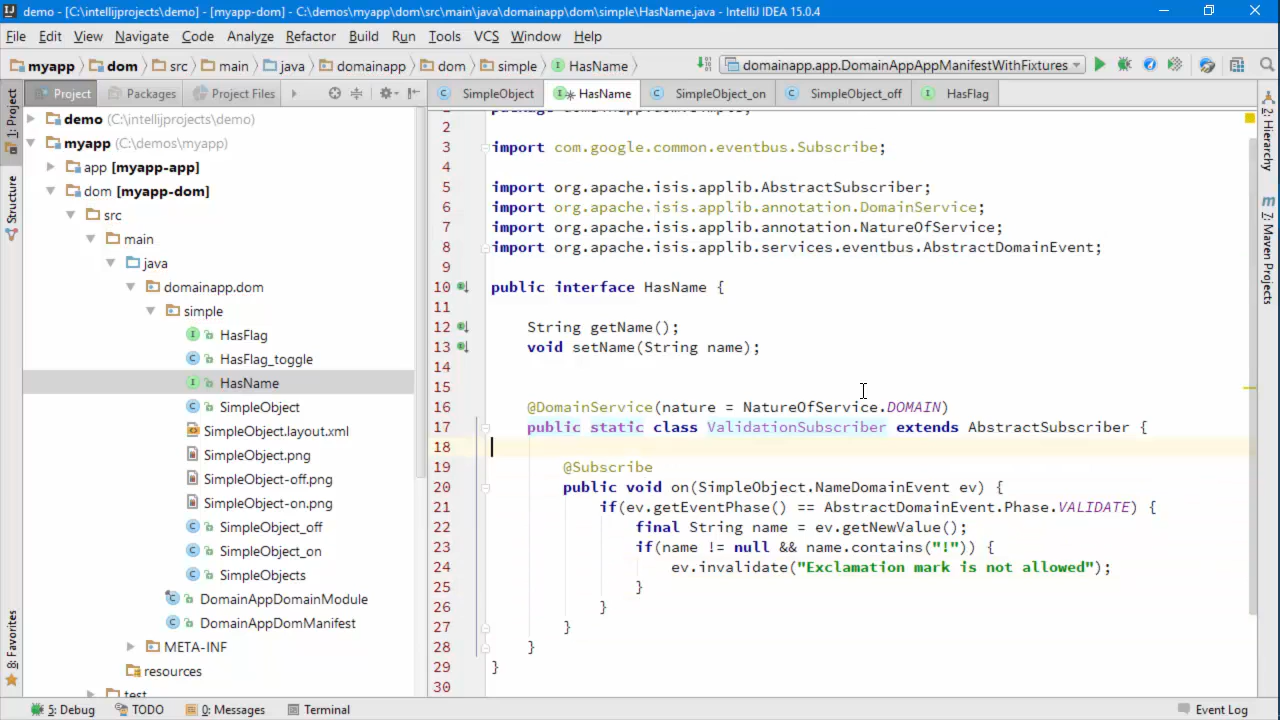 demo - [C:\intellijprojects\demo] - [myapp-dom] - C:\demos\myapp\dom\src\main\java\domainapp\dom\simple\HasName.java - IntelliJ IDEA 15.0.4
File Edit View Navigate Code Analyze Refactor Build Run Tools VCS Window Help
myapp dom src main java domainapp dom simple HasName domainapp.app.DomainAppAppManifestWithFixtures
Project Packages Project Files SimpleObject HasName SimpleObject_on SimpleObject_off HasFlag
1: Project
Structure
8: Favorites
demo (C:\intellijprojects\demo)
myapp (C:\demos\myapp)
app [myapp-app]
dom [myapp-dom]
src
main
java
domainapp.dom
simple
HasFlag
HasFlag_toggle
HasName
SimpleObject
SimpleObject.layout.xml
SimpleObject.png
SimpleObject-off.png
SimpleObject-on.png
SimpleObject_off
SimpleObject_on
SimpleObjects
DomainAppDomainModule
DomainAppDomManifest
META-INF
resources
test
2
3 import com.google.common.eventbus.Subscribe;
4
5 import org.apache.isis.applib.AbstractSubscriber;
6 import org.apache.isis.applib.annotation.DomainService;
7 import org.apache.isis.applib.annotation.NatureOfService;
8 import org.apache.isis.applib.services.eventbus.AbstractDomainEvent;
9
10 public interface HasName {
11
12 String getName();
13 void setName(String name);
14
15
16 @DomainService(nature = NatureOfService.DOMAIN)
17 public static class ValidationSubscriber extends AbstractSubscriber {
18
19 @Subscribe
20 public void on(SimpleObject.NameDomainEvent ev) {
21 if(ev.getEventPhase() == AbstractDomainEvent.Phase.VALIDATE) {
22 final String name = ev.getNewValue();
23 if(name != null && name.contains("!")) {
24 ev.invalidate("Exclamation mark is not allowed");
25 }
26 }
27 }
28 }
29 }
30
2: Hierarchy
7: Maven Projects
5: Debug TODO 0: Messages Terminal Event Log